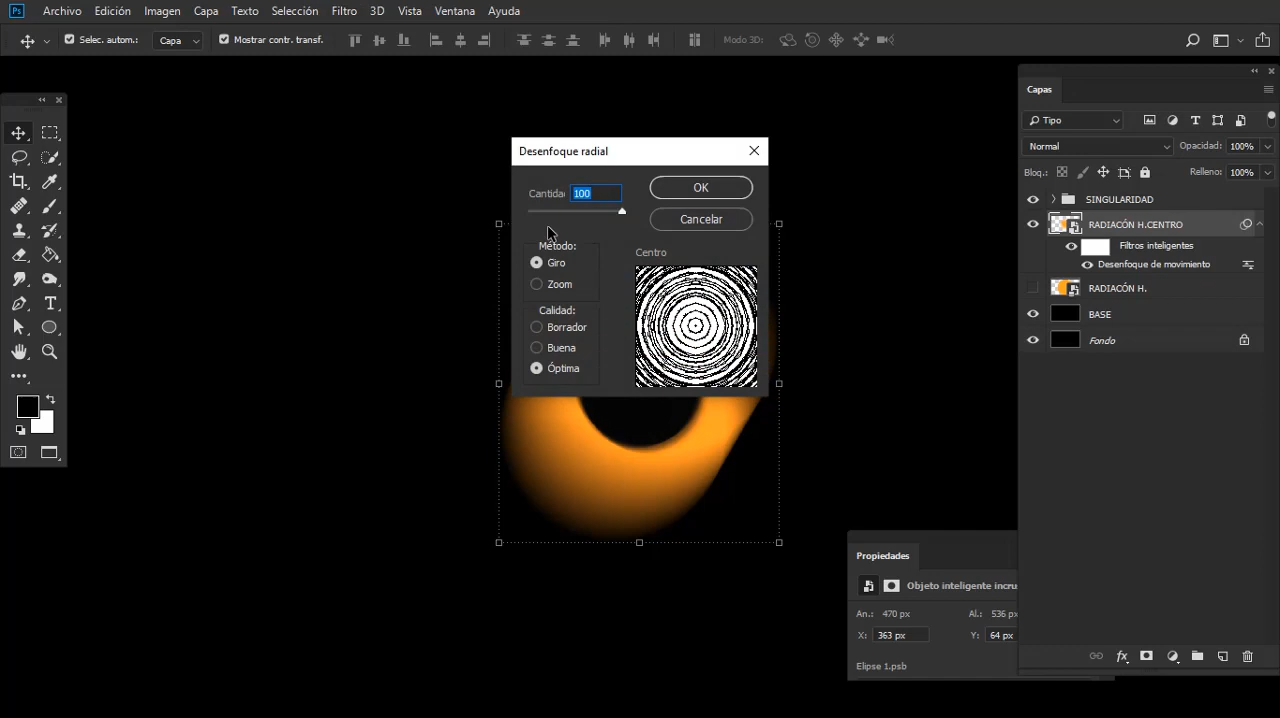 Ps Archivo Edición Imagen Capa Texto Selección Filtro 3D Vista Ventana Ayuda
Selec. autom.: Capa Mostrar contr. transf. Modo 3D:
Capas
Tipo
Normal Opacidad: 100%
Bloq.: Relleno: 100%
SINGULARIDAD
RADIACÓN H.CENTRO
Filtros inteligentes
Desenfoque de movimiento
RADIACÓN H.
BASE
Fondo
Desenfoque radial
Cantida 100
OK
Cancelar
Método:
Giro
Zoom
Calidad:
Borrador
Buena
Óptima
Centro
Propiedades
Objeto inteligente incru
An.: 470 px Al.: 536 px
X: 363 px Y: 64 px
Elipse 1.psb